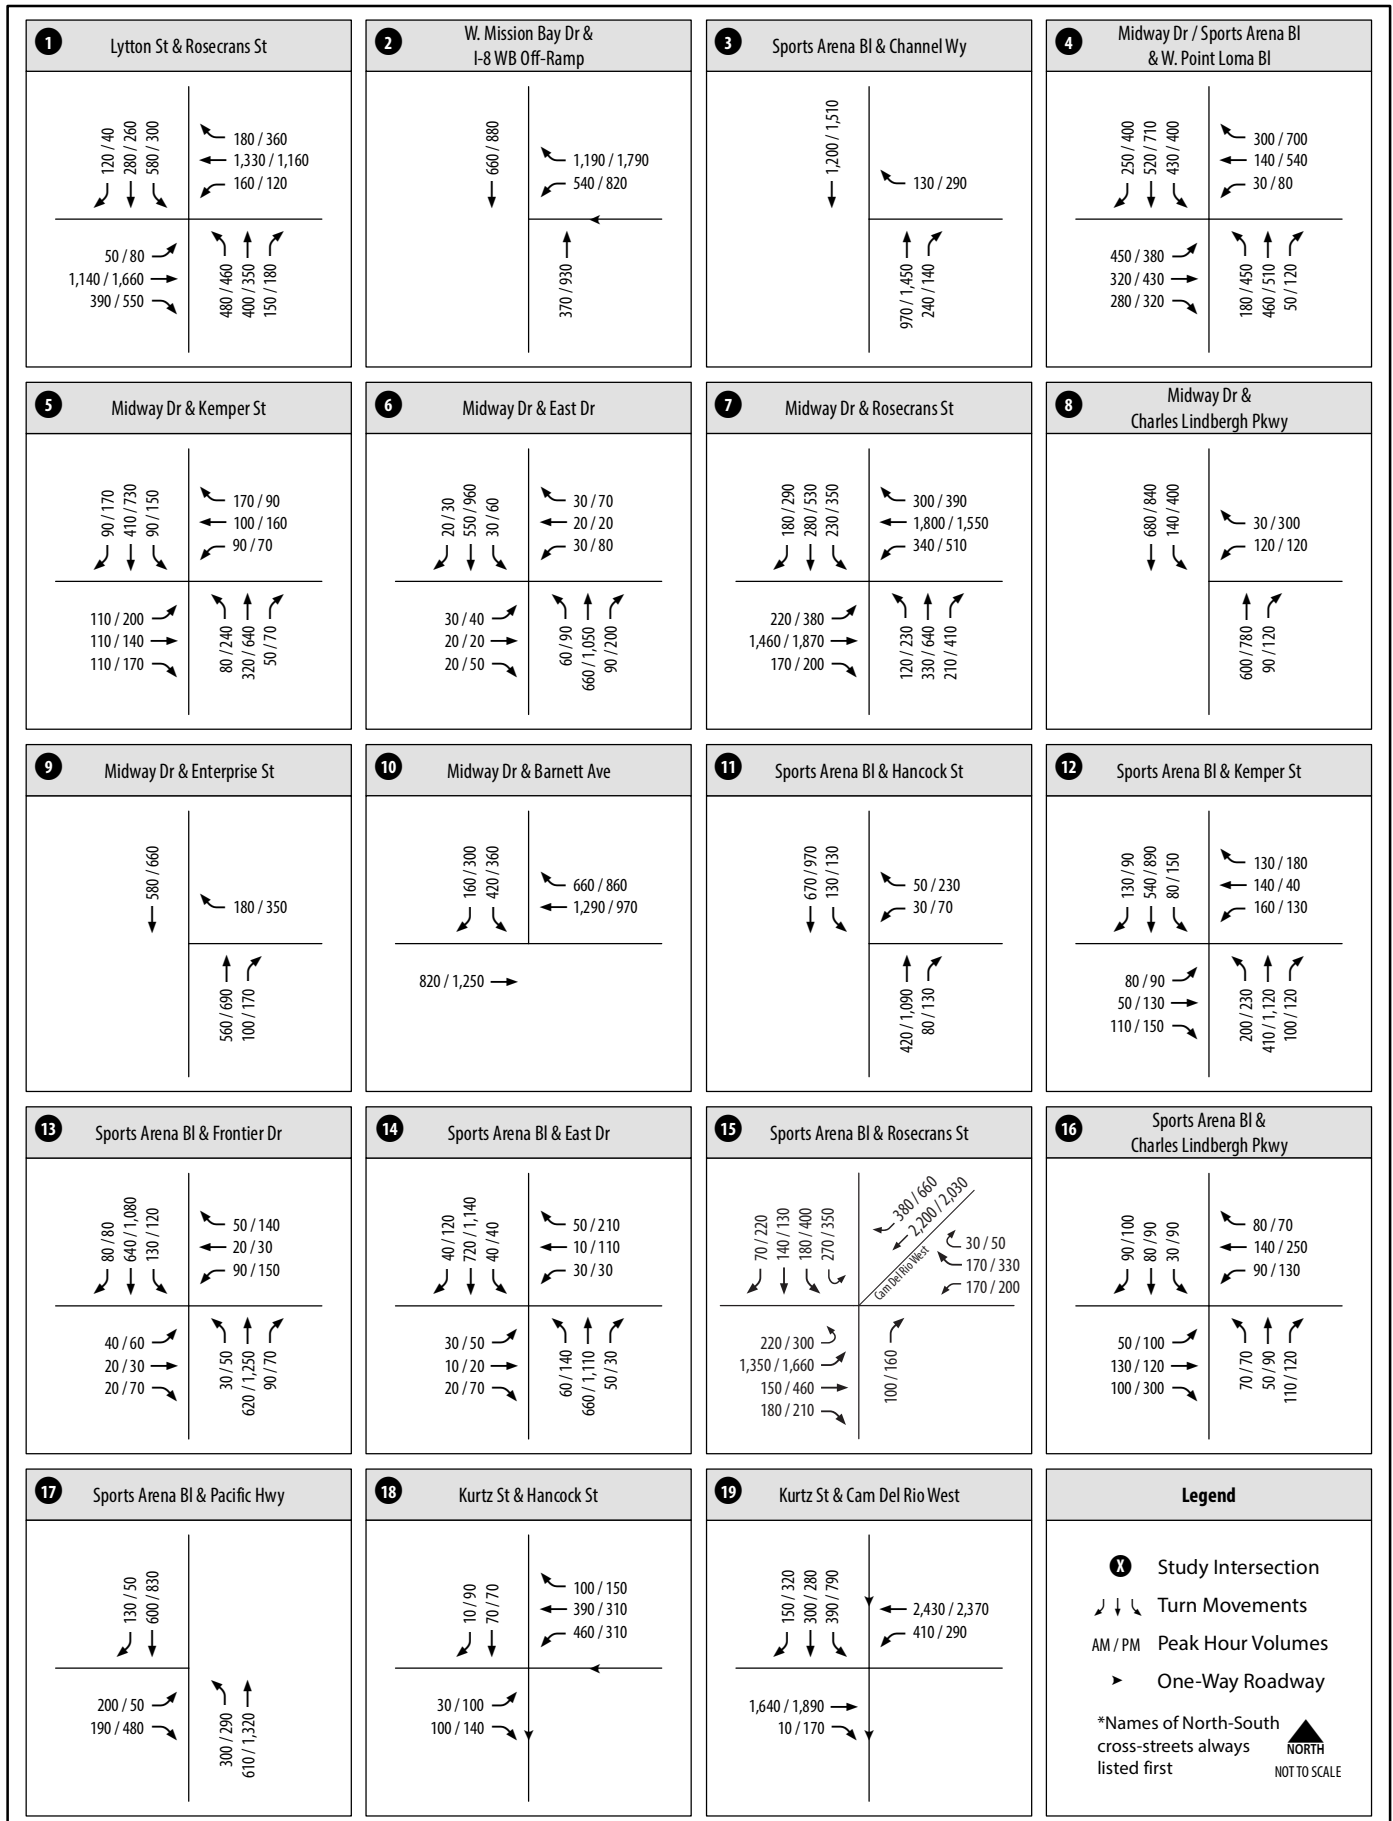 1
Lytton St & Rosecrans St
120 / 40
280 / 260
580 / 300
180 / 360
1,330 / 1,160
160 / 120
50 / 80
1,140 / 1,660
390 / 550
480 / 460
400 / 350
150 / 180
2
W. Mission Bay Dr &
I-8 WB Off-Ramp
660 / 880
1,190 / 1,790
540 / 820
370 / 930
3
Sports Arena Bl & Channel Wy
1,200 / 1,510
130 / 290
970 / 1,450
240 / 140
4
Midway Dr / Sports Arena Bl
& W. Point Loma Bl
250 / 400
520 / 710
430 / 400
300 / 700
140 / 540
30 / 80
450 / 380
320 / 430
280 / 320
180 / 450
460 / 510
50 / 120
5
Midway Dr & Kemper St
90 / 170
410 / 730
90 / 150
170 / 90
100 / 160
90 / 70
110 / 200
110 / 140
110 / 170
80 / 240
320 / 640
50 / 70
6
Midway Dr & East Dr
20 / 30
550 / 960
30 / 60
30 / 70
20 / 20
30 / 80
30 / 40
20 / 20
20 / 50
60 / 90
660 / 1,050
90 / 200
7
Midway Dr & Rosecrans St
180 / 290
280 / 530
230 / 350
300 / 390
1,800 / 1,550
340 / 510
220 / 380
1,460 / 1,870
170 / 200
120 / 230
330 / 640
210 / 410
8
Midway Dr &
Charles Lindbergh Pkwy
680 / 840
140 / 400
30 / 300
120 / 120
600 / 780
90 / 120
9
Midway Dr & Enterprise St
580 / 660
180 / 350
560 / 690
100 / 170
10
Midway Dr & Barnett Ave
160 / 300
420 / 360
660 / 860
1,290 / 970
820 / 1,250
11
Sports Arena Bl & Hancock St
670 / 970
130 / 130
50 / 230
30 / 70
420 / 1,090
80 / 130
12
Sports Arena Bl & Kemper St
130 / 90
540 / 890
80 / 150
130 / 180
140 / 40
160 / 130
80 / 90
50 / 130
110 / 150
200 / 230
410 / 1,120
100 / 120
13
Sports Arena Bl & Frontier Dr
80 / 80
640 / 1,080
130 / 120
50 / 140
20 / 30
90 / 150
40 / 60
20 / 30
20 / 70
30 / 50
620 / 1,250
90 / 70
14
Sports Arena Bl & East Dr
40 / 120
720 / 1,140
40 / 40
50 / 210
10 / 110
30 / 30
30 / 50
10 / 20
20 / 70
60 / 140
660 / 1,110
50 / 30
15
Sports Arena Bl & Rosecrans St
70 / 220
140 / 130
180 / 400
270 / 350
380 / 660
2,200 / 2,030
Cam Del Rio West
30 / 50
170 / 330
170 / 200
220 / 300
1,350 / 1,660
150 / 460
180 / 210
100 / 160
16
Sports Arena Bl &
Charles Lindbergh Pkwy
90 / 100
80 / 90
30 / 90
80 / 70
140 / 250
90 / 130
50 / 100
130 / 120
100 / 300
70 / 70
50 / 90
110 / 120
17
Sports Arena Bl & Pacific Hwy
130 / 50
600 / 830
200 / 50
190 / 480
300 / 290
610 / 1,320
18
Kurtz St & Hancock St
10 / 90
70 / 70
100 / 150
390 / 310
460 / 310
30 / 100
100 / 140
19
Kurtz St & Cam Del Rio West
150 / 320
300 / 280
390 / 790
2,430 / 2,370
410 / 290
1,640 / 1,890
10 / 170
Legend
X Study Intersection
Turn Movements
AM / PM Peak Hour Volumes
One-Way Roadway
*Names of North-South
cross-streets always
listed first
NORTH
NOT TO SCALE